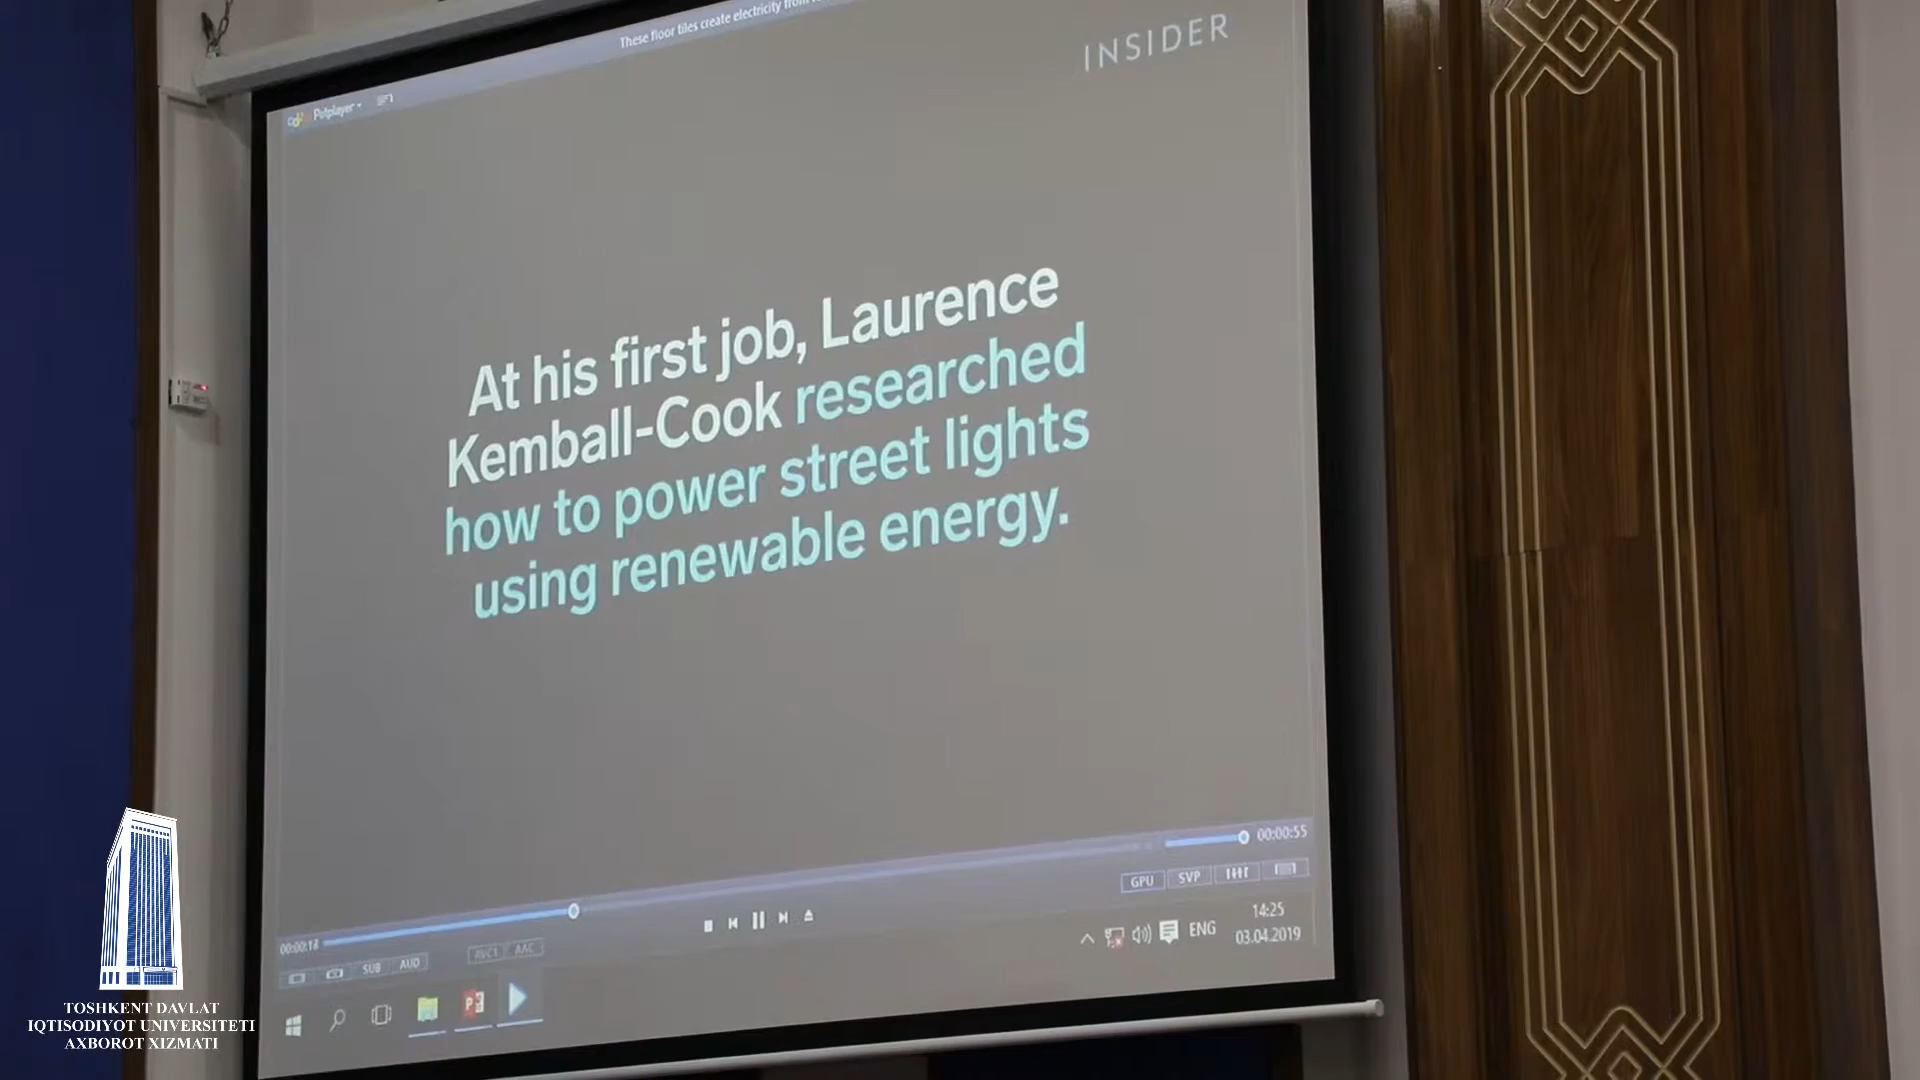 These floor tiles create electricity from
INSIDER
Potplayer
At his first job, Laurence
Kemball-Cook researched
how to power street lights
using renewable energy.
00:00:55
GPU SVP
00:00:18
SUB AUD AVC1 AAC
ENG
14:25
03.04.2019
TOSHKENT DAVLAT
IQTISODIYOT UNIVERSITETI
AXBOROT XIZMATI